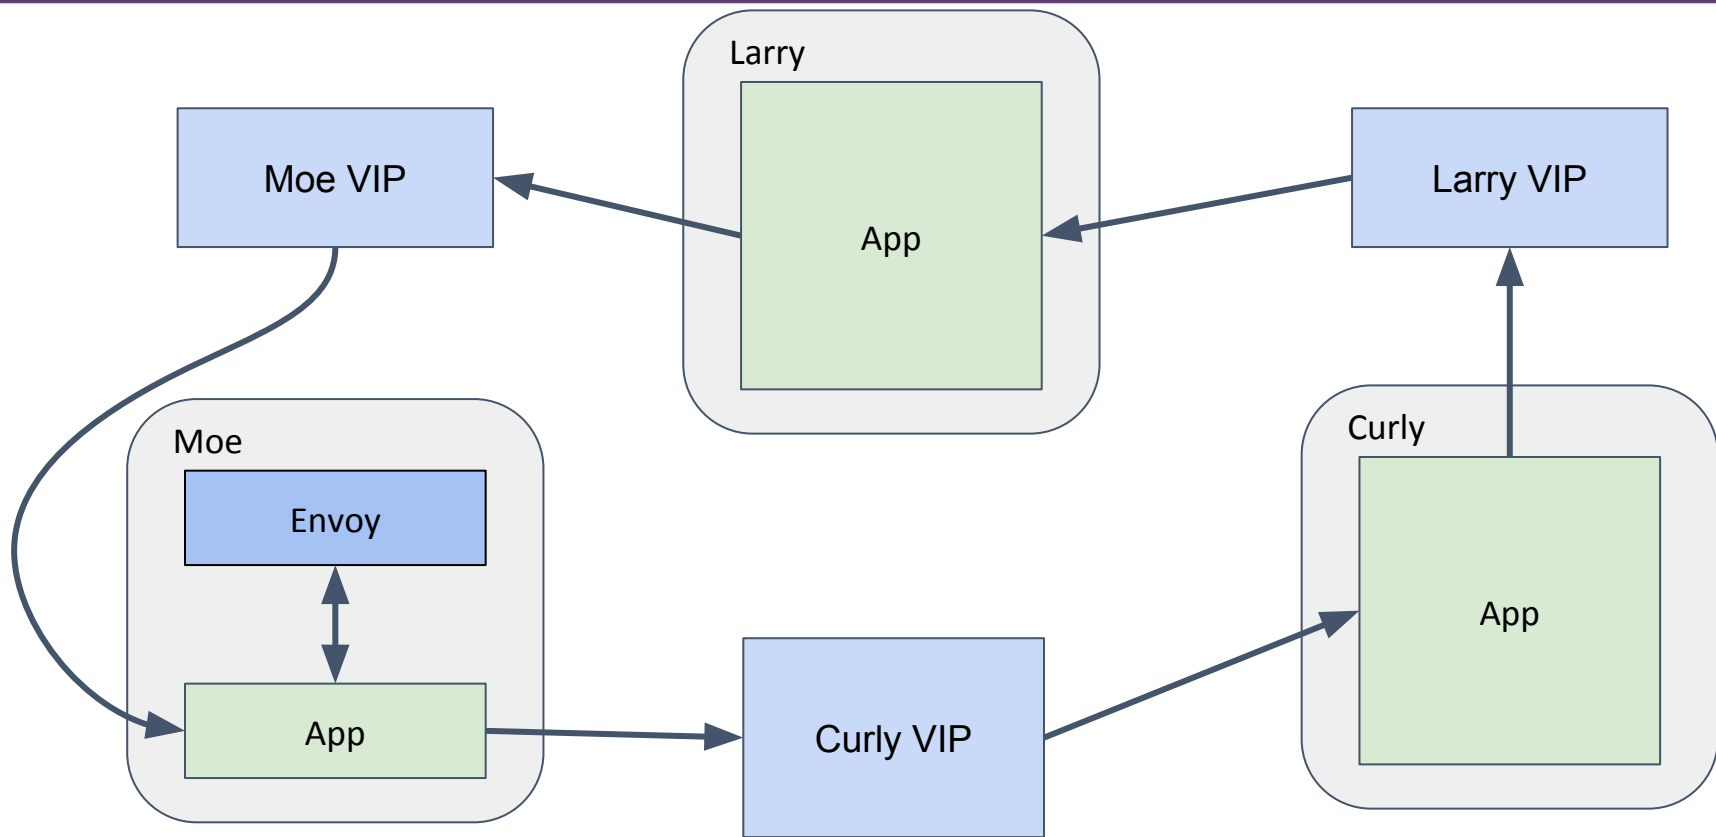 Larry
App
Moe VIP
Larry VIP
Moe
Envoy
App
Curly VIP
Curly
App